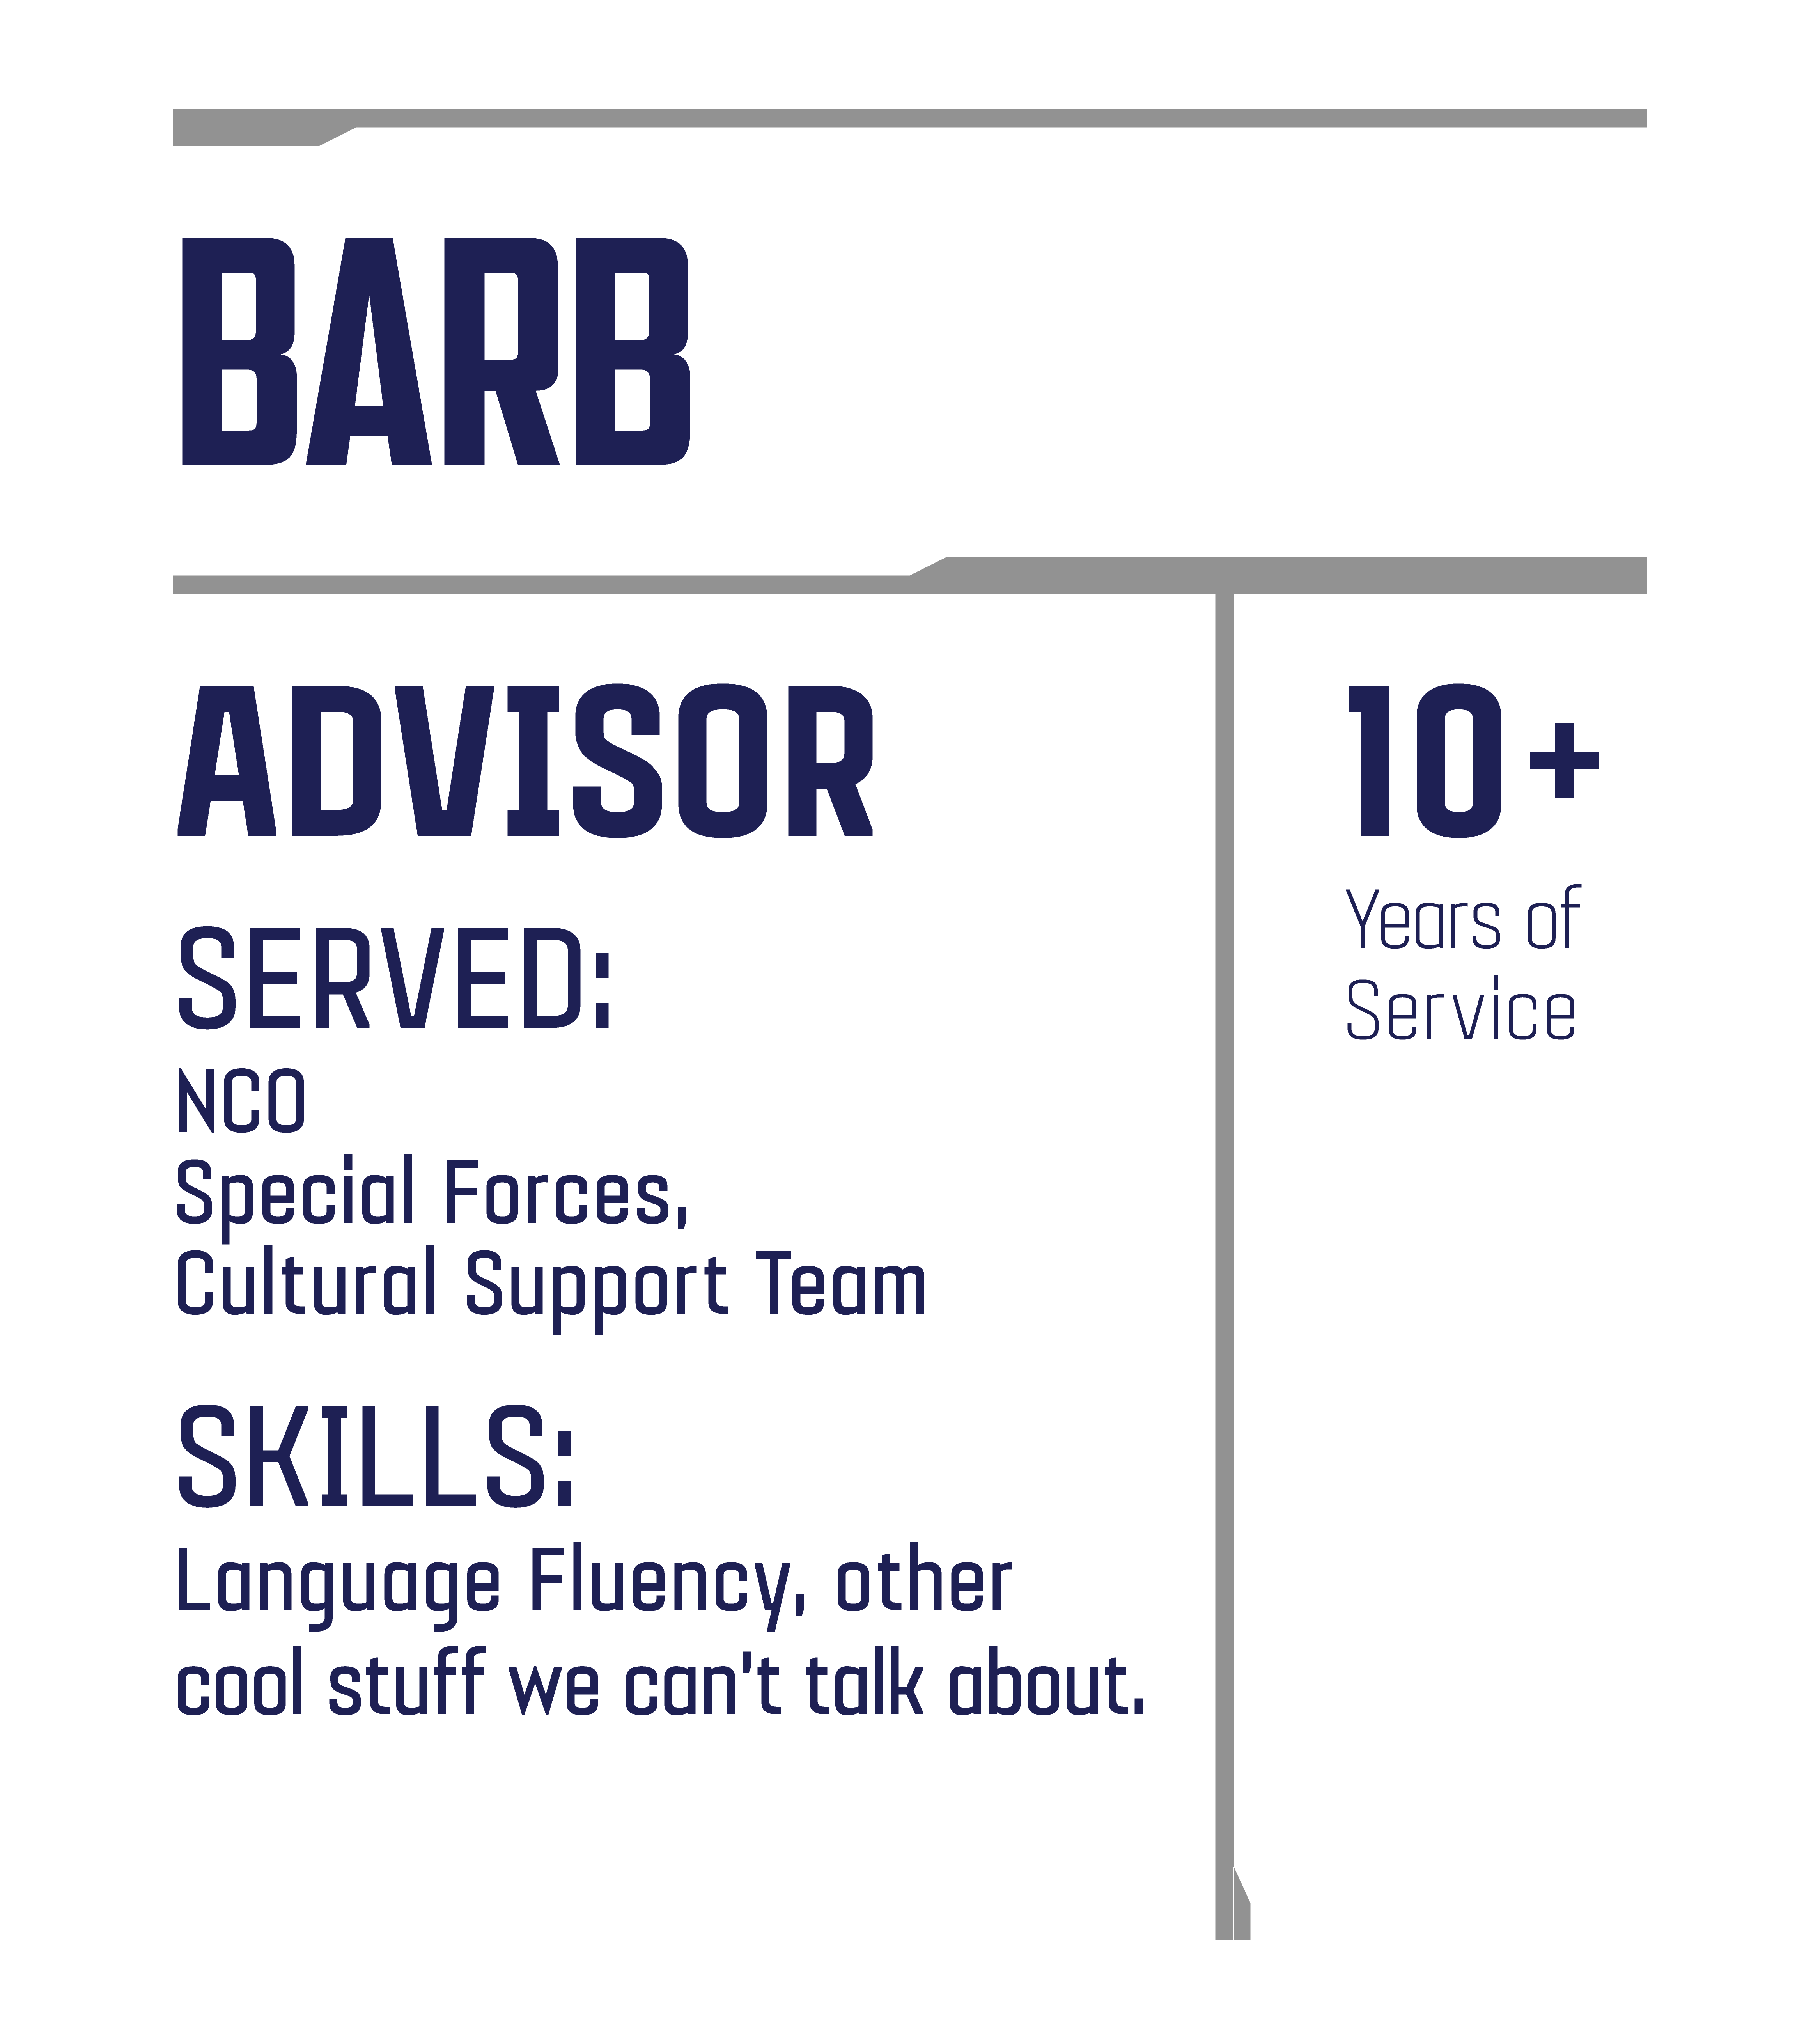 BARB
ADVISOR
SERVED:
NCO
Special Forces,
Cultural Support Team
SKILLS:
Language Fluency, other
cool stuff we can't talk about.
10+
Years of
Service